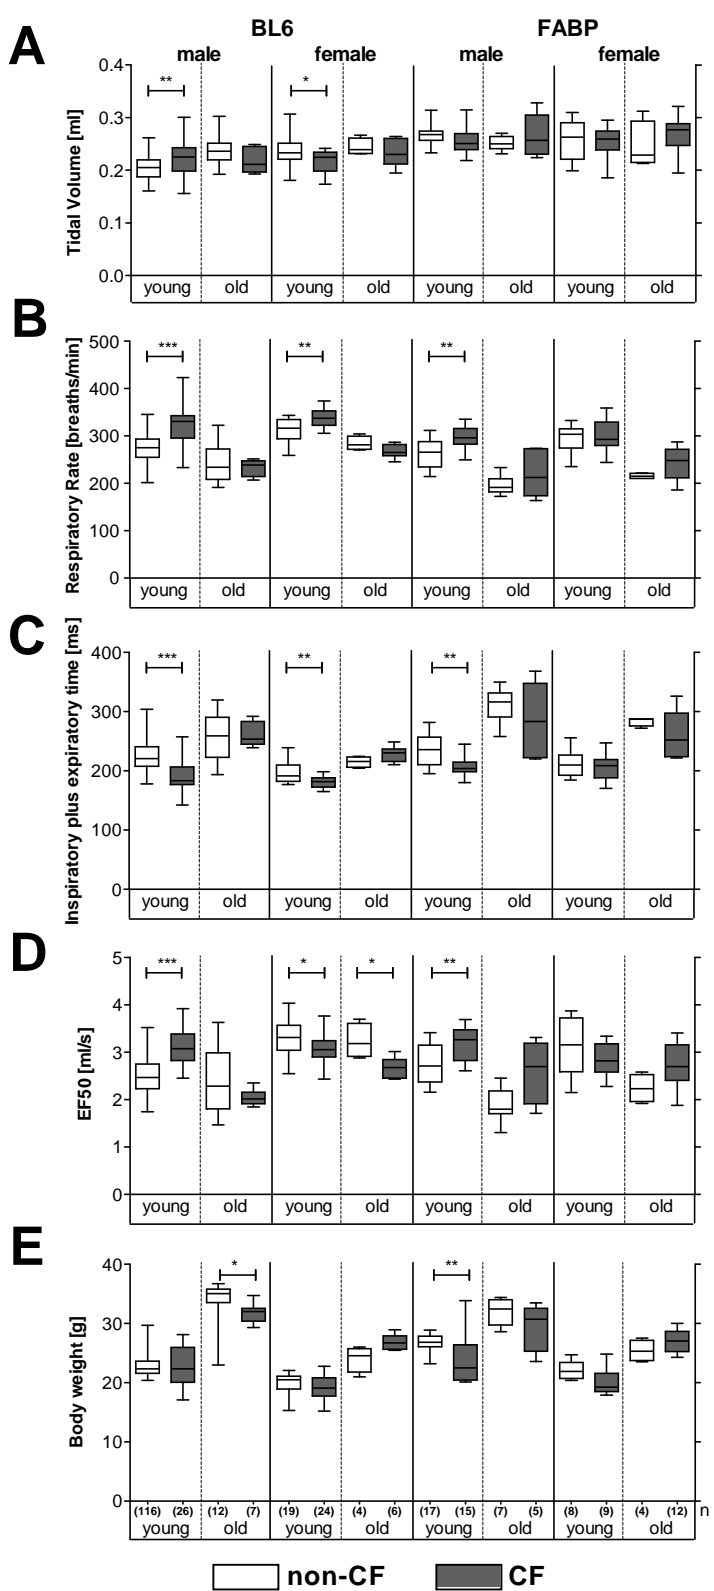 BL6 FABP
A male female male female
Tidal Volume [ml]
0.4
** *
0.3
0.2
0.1
0.0
young old young old young old young old
B
Respiratory Rate [breaths/min]
500
*** ** **
400
300
200
100
0
young old young old young old young old
C
Inspiratory plus expiratory time [ms]
400
*** ** **
300
200
100
0
young old young old young old young old
D
EF50 [ml/s]
5
*** * * **
4
3
2
1
0
young old young old young old young old
E
Body weight [g]
40
* **
30
20
10
0
(116) (26) (12) (7) (19) (24) (4) (6) (17) (15) (7) (5) (8) (9) (4) (12) n
young old young old young old young old
non-CF CF